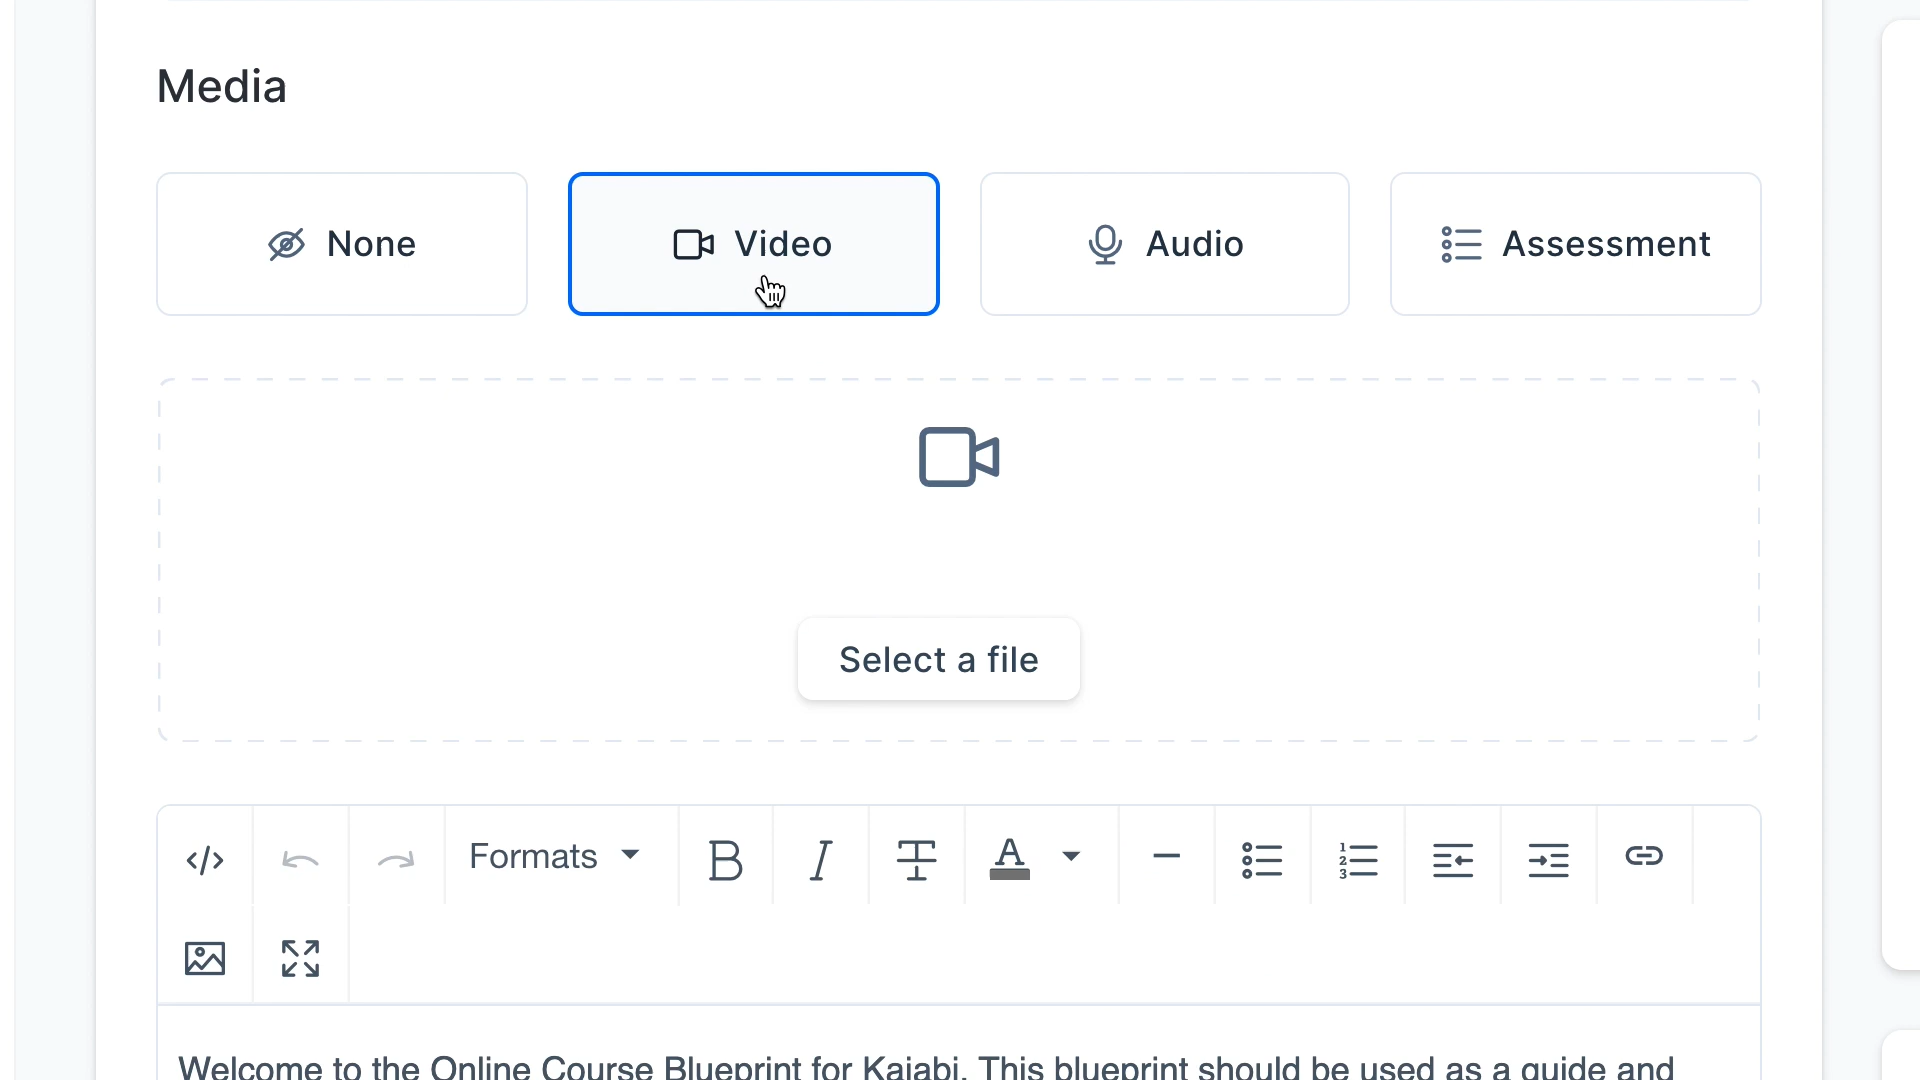 Media
None
Video
Audio
Assessment
Select a file
Formats
Welcome to the Online Course Blueprint for Kajabi. This blueprint should be used as a guide and